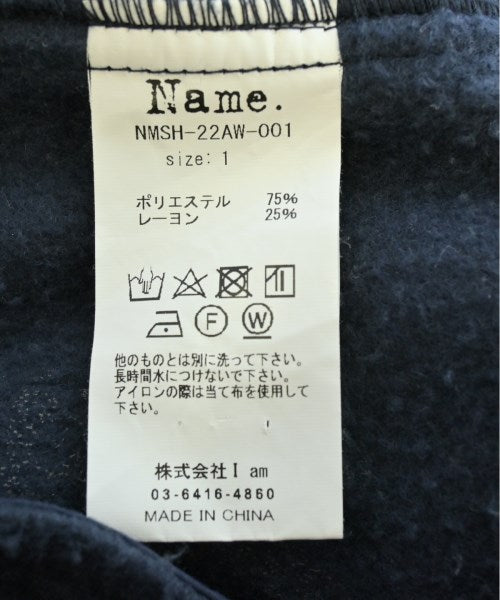 Name.
NMSH-22AW-001
size: 1
ポリエステル 75%
レーヨン 25%
F W
他のものとは別に洗って下さい。
長時間水につけないで下さい。
アイロンの際は当て布を使用して
下さい。
株式会社I am
03-6416-4860
MADE IN CHINA